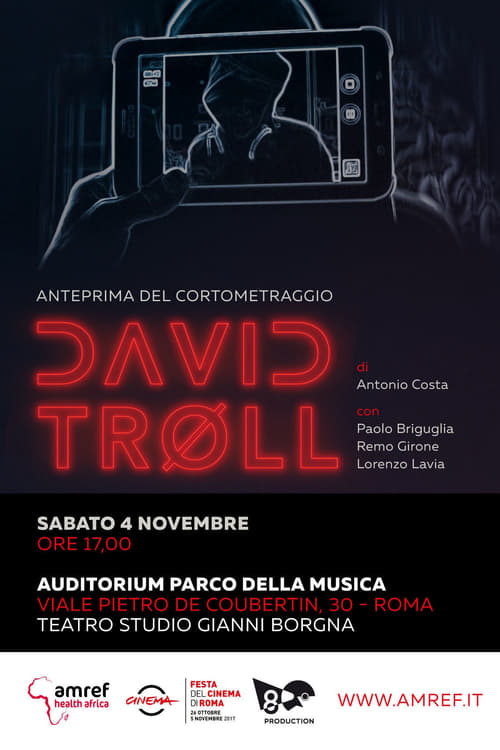 ANTEPRIMA DEL CORTOMETRAGGIO
DAVID
TRØLL
di
Antonio Costa
con
Paolo Briguglia
Remo Girone
Lorenzo Lavia
SABATO 4 NOVEMBRE
ORE 17,00
AUDITORIUM PARCO DELLA MUSICA
VIALE PIETRO DE COUBERTIN, 30 – ROMA
TEATRO STUDIO GIANNI BORGNA
amref
health africa
CINEMA
FESTA
DEL CINEMA
DI ROMA
26 OTTOBRE
5 NOVEMBRE 2017
PRODUCTION
WWW.AMREF.IT